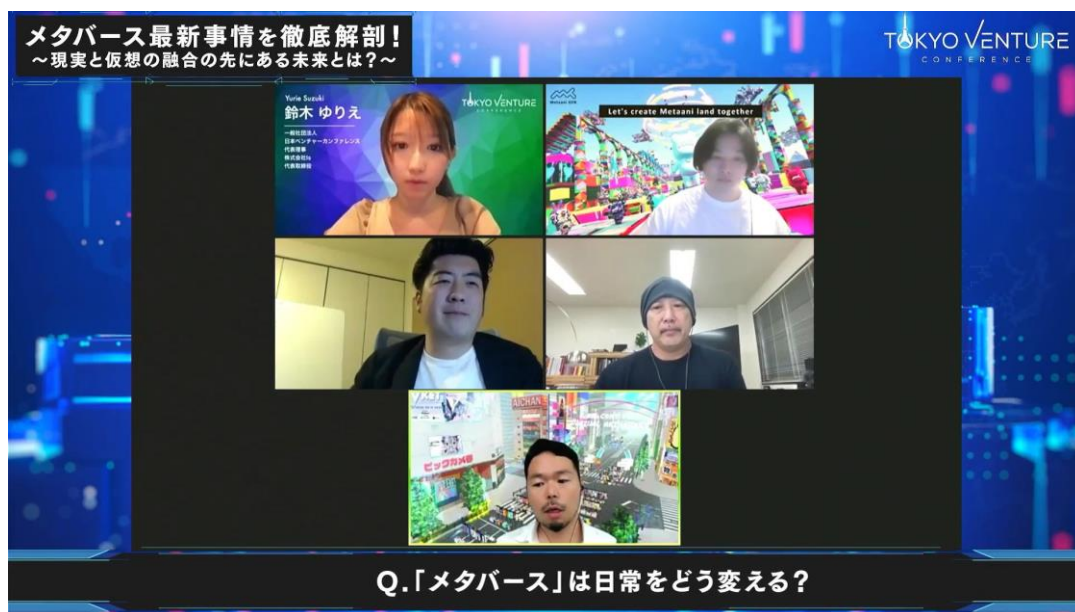 メタバース最新事情を徹底解剖!
〜現実と仮想の融合の先にある未来とは?〜
TOKYO VENTURE
CONFERENCE
Yurie Suzuki
鈴木 ゆりえ
一般社団法人
日本ベンチャーカンファレンス
代表理事
株式会社Is
代表取締役
TOKYO VENTURE
CONFERENCE
Metaani GEN
Let's create Metaani land together
AICHAN
ビックカメラ
Q.「メタバース」は日常をどう変える?